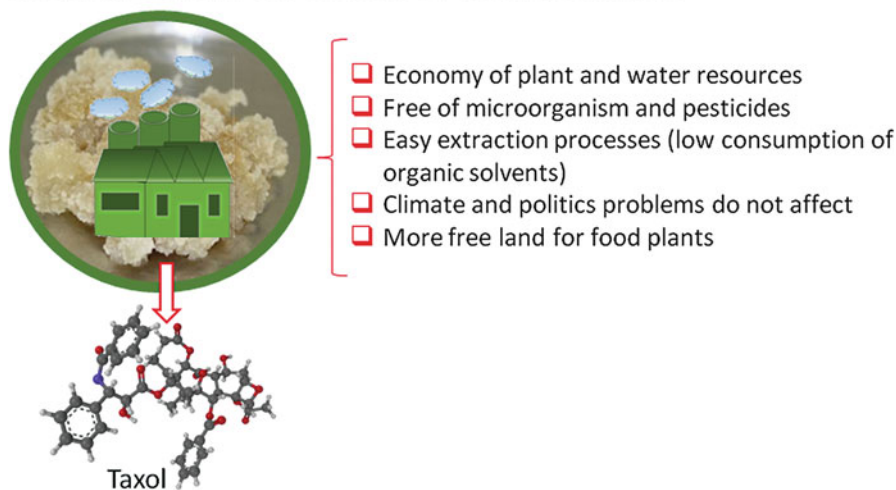 Economy of plant and water resources
Free of microorganism and pesticides
Easy extraction processes (low consumption of
organic solvents)
Climate and politics problems do not affect
More free land for food plants
Taxol